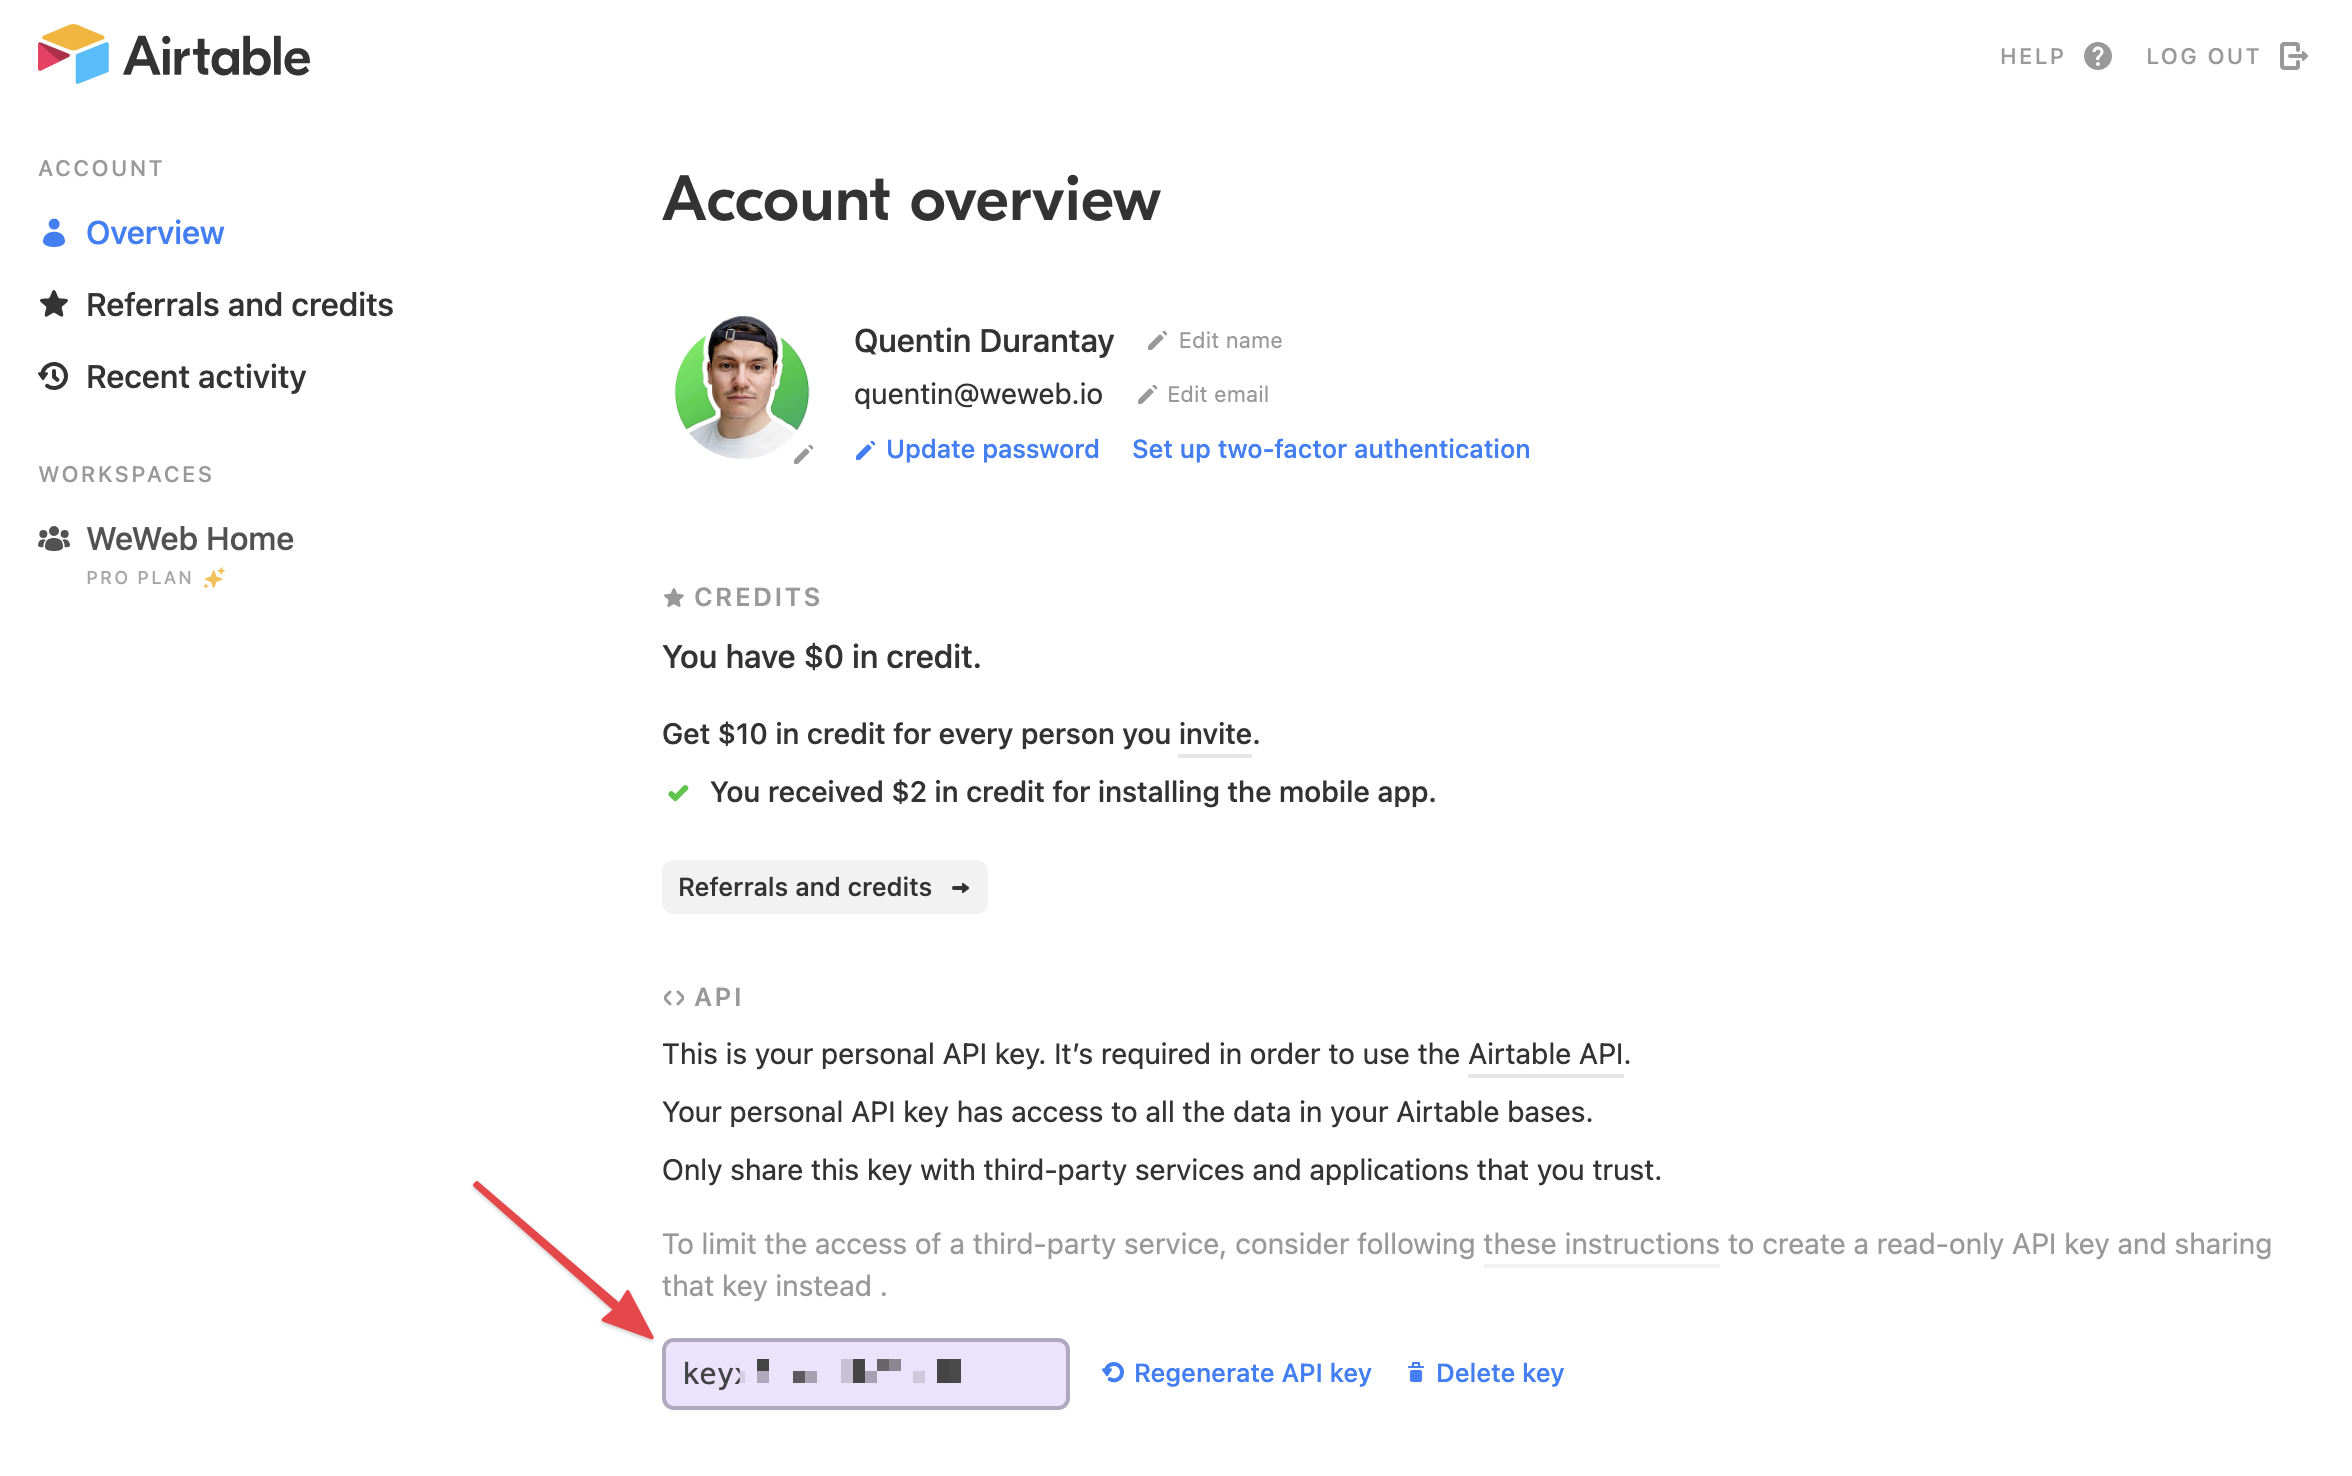 Airtable
HELP
LOG OUT
ACCOUNT
Overview
Referrals and credits
Recent activity
WORKSPACES
WeWeb Home
PRO PLAN
Account overview
Quentin Durantay
Edit name
quentin@weweb.io
Edit email
Update password
Set up two-factor authentication
CREDITS
You have $0 in credit.
Get $10 in credit for every person you invite.
You received $2 in credit for installing the mobile app.
Referrals and credits
API
This is your personal API key. It’s required in order to use the Airtable API.
Your personal API key has access to all the data in your Airtable bases.
Only share this key with third-party services and applications that you trust.
To limit the access of a third-party service, consider following these instructions to create a read-only API key and sharing
that key instead .
Regenerate API key
Delete key